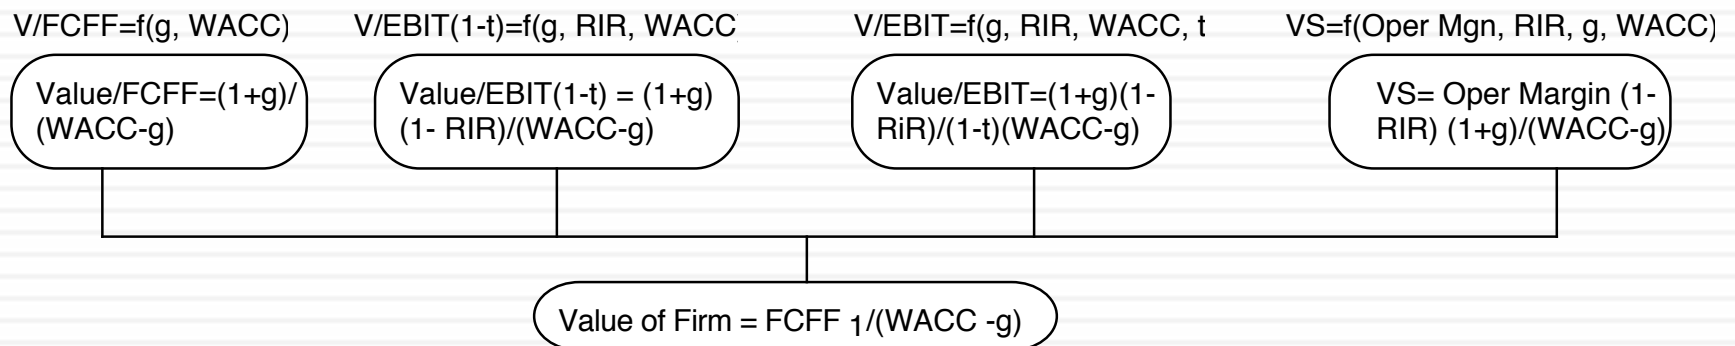 V/FCFF=f(g, WACC)
V/EBIT(1-t)=f(g, RIR, WACC
V/EBIT=f(g, RIR, WACC, t
VS=f(Oper Mgn, RIR, g, WACC)
Value/FCFF=(1+g)/
(WACC-g)
Value/EBIT(1-t) = (1+g)
(1- RIR)/(WACC-g)
Value/EBIT=(1+g)(1-
RiR)/(1-t)(WACC-g)
VS= Oper Margin (1-
RIR) (1+g)/(WACC-g)
Value of Firm = FCFF 1/(WACC -g)